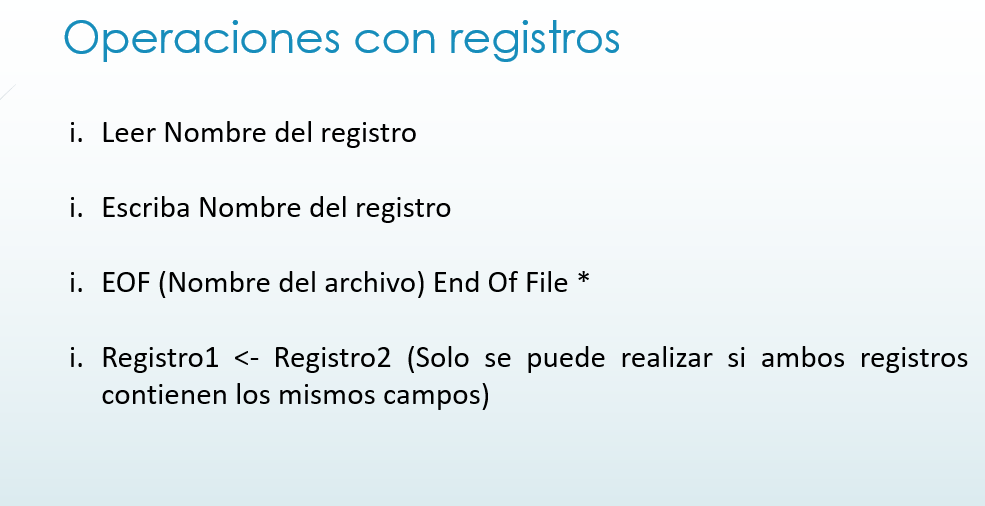 Operaciones con registros
i. Leer Nombre del registro
i. Escriba Nombre del registro
i. EOF (Nombre del archivo) End Of File *
i. Registro1 <- Registro2 (Solo se puede realizar si ambos registros
contienen los mismos campos)